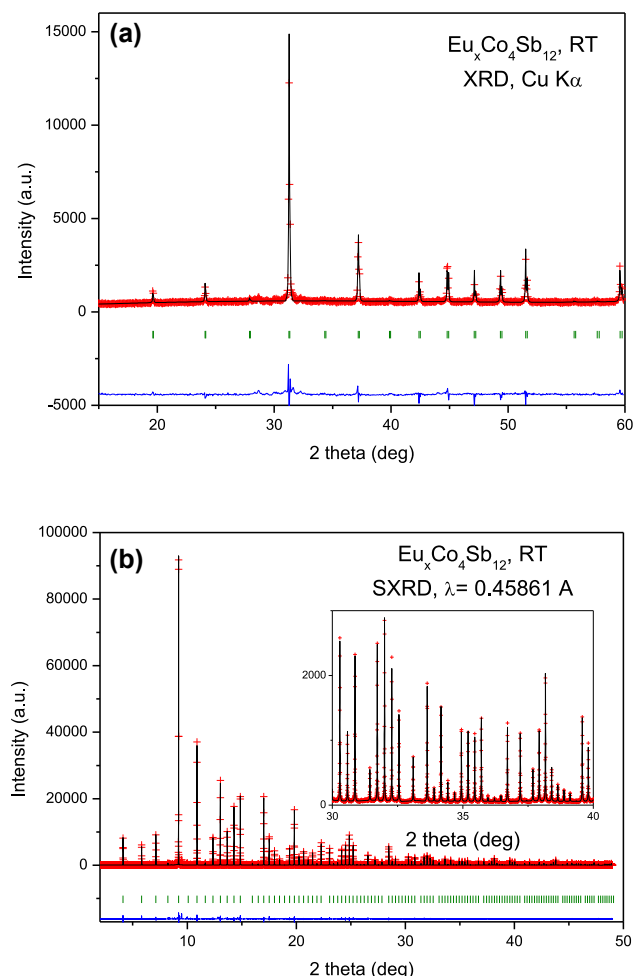 (a)
Eu_xCo_4Sb_12, RT
XRD, Cu Kα
15000
10000
5000
0
-5000
Intensity (a.u.)
20
30
40
50
60
2 theta (deg)
(b)
Eu_xCo_4Sb_12, RT
SXRD, λ= 0.45861 A
100000
80000
60000
40000
20000
0
Intensity (a.u.)
2000
0
30
35
40
2 theta (deg)
10
20
30
40
50
2 theta (deg)